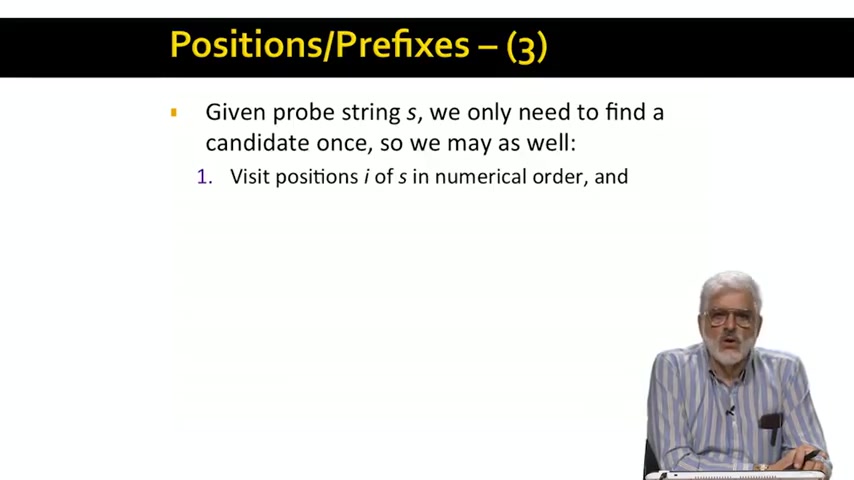 Positions/Prefixes – (3)
Given probe string s, we only need to find a
candidate once, so we may as well:
1. Visit positions i of s in numerical order, and